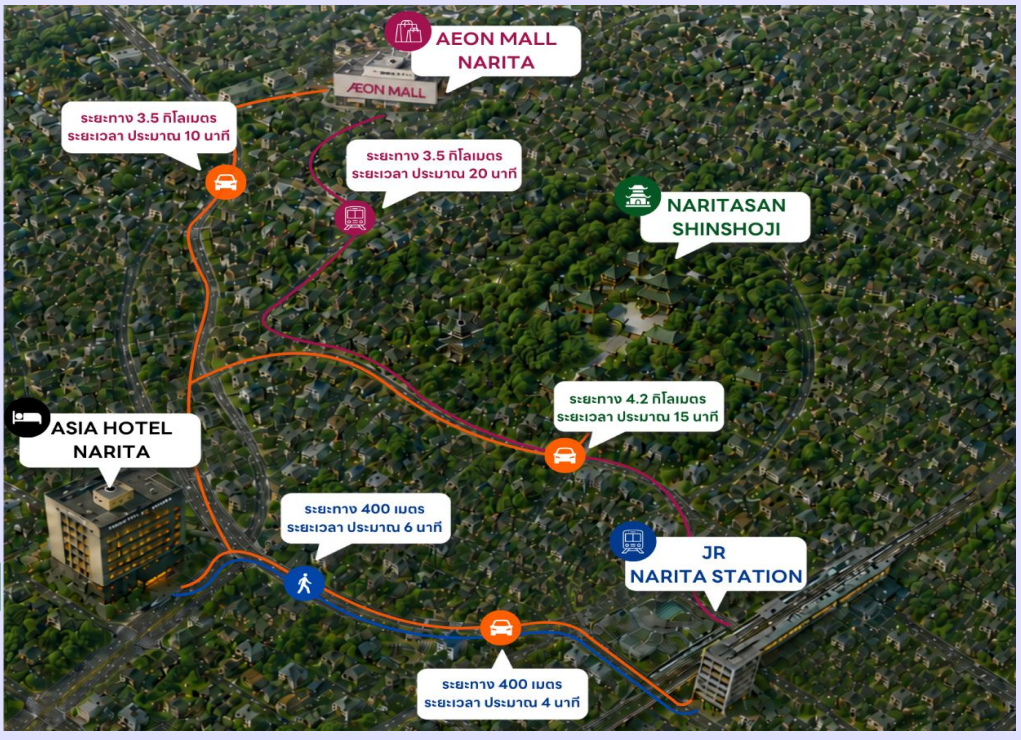 AEON MALL
NARITA
ÆON MALL
ระยะทาง 3.5 กิโลเมตร
ระยะเวลา ประมาณ 10 นาที
ระยะทาง 3.5 กิโลเมตร
ระยะเวลา ประมาณ 20 นาที
NARITASAN
SHINSHOJI
ระยะทาง 4.2 กิโลเมตร
ระยะเวลา ประมาณ 15 นาที
ASIA HOTEL
NARITA
ระยะทาง 400 เมตร
ระยะเวลา ประมาณ 6 นาที
JR
NARITA STATION
ระยะทาง 400 เมตร
ระยะเวลา ประมาณ 4 นาที